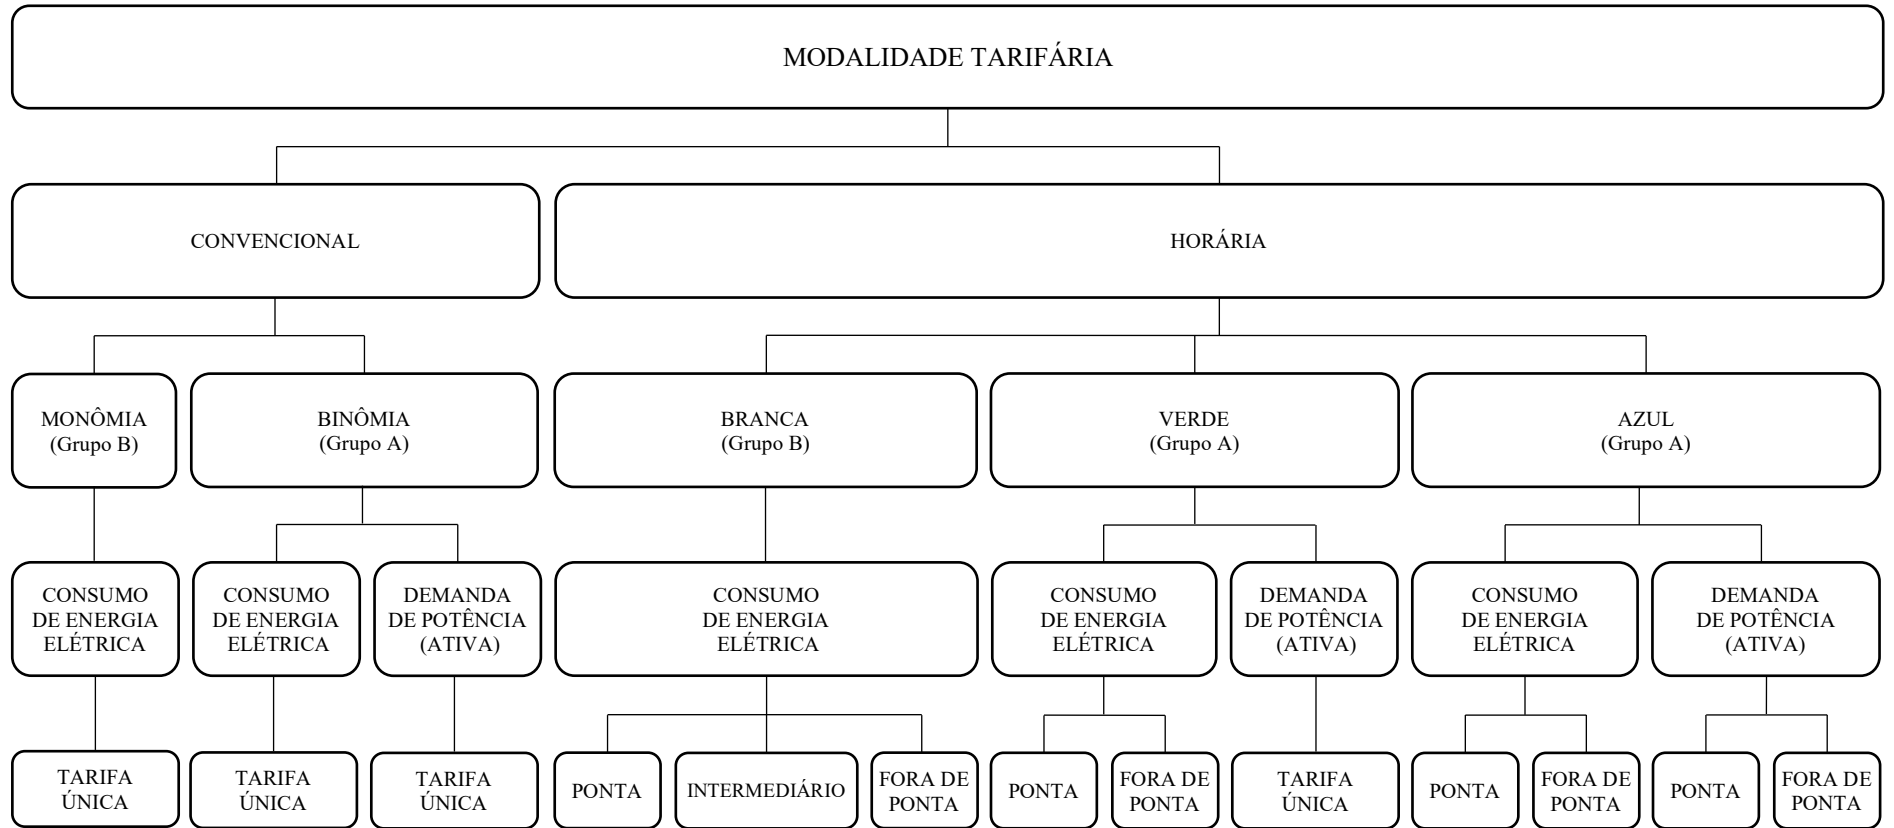 MODALIDADE TARIFÁRIA
CONVENCIONAL
HORÁRIA
MONÔMIA
(Grupo B)
BINÔMIA
(Grupo A)
BRANCA
(Grupo B)
VERDE
(Grupo A)
AZUL
(Grupo A)
CONSUMO
DE ENERGIA
ELÉTRICA
CONSUMO
DE ENERGIA
ELÉTRICA
DEMANDA
DE POTÊNCIA
(ATIVA)
CONSUMO
DE ENERGIA
ELÉTRICA
CONSUMO
DE ENERGIA
ELÉTRICA
DEMANDA
DE POTÊNCIA
(ATIVA)
CONSUMO
DE ENERGIA
ELÉTRICA
DEMANDA
DE POTÊNCIA
(ATIVA)
TARIFA
ÚNICA
TARIFA
ÚNICA
TARIFA
ÚNICA
PONTA
INTERMEDIÁRIO
FORA DE
PONTA
PONTA
FORA DE
PONTA
TARIFA
ÚNICA
PONTA
FORA DE
PONTA
PONTA
FORA DE
PONTA